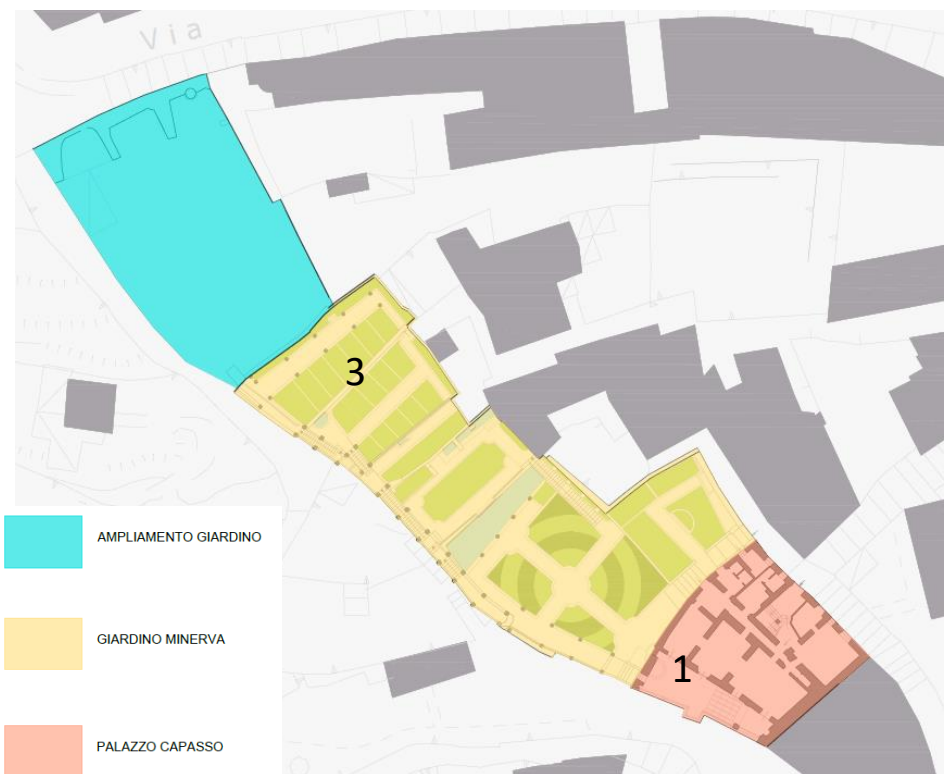 Via
3
1
AMPLIAMENTO GIARDINO
GIARDINO MINERVA
PALAZZO CAPASSO